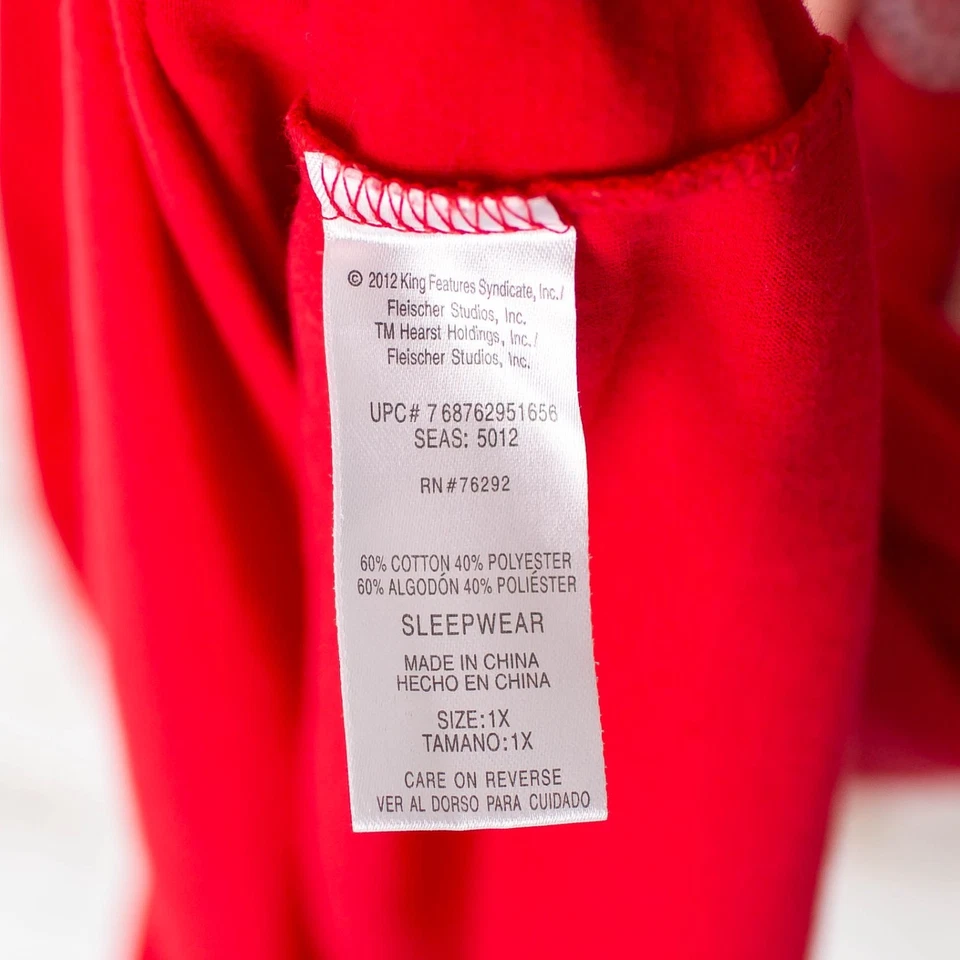 © 2012 King Features Syndicate, Inc./
Fleischer Studios, Inc.
TM Hearst Holdings, Inc./
Fleischer Studios, Inc.
UPC# 768762951656
SEAS: 5012
RN#76292
60% COTTON 40% POLYESTER
60% ALGODÓN 40% POLIÉSTER
SLEEPWEAR
MADE IN CHINA
HECHO EN CHINA
SIZE:1X
TAMANO:1X
CARE ON REVERSE
VER AL DORSO PARA CUIDADO